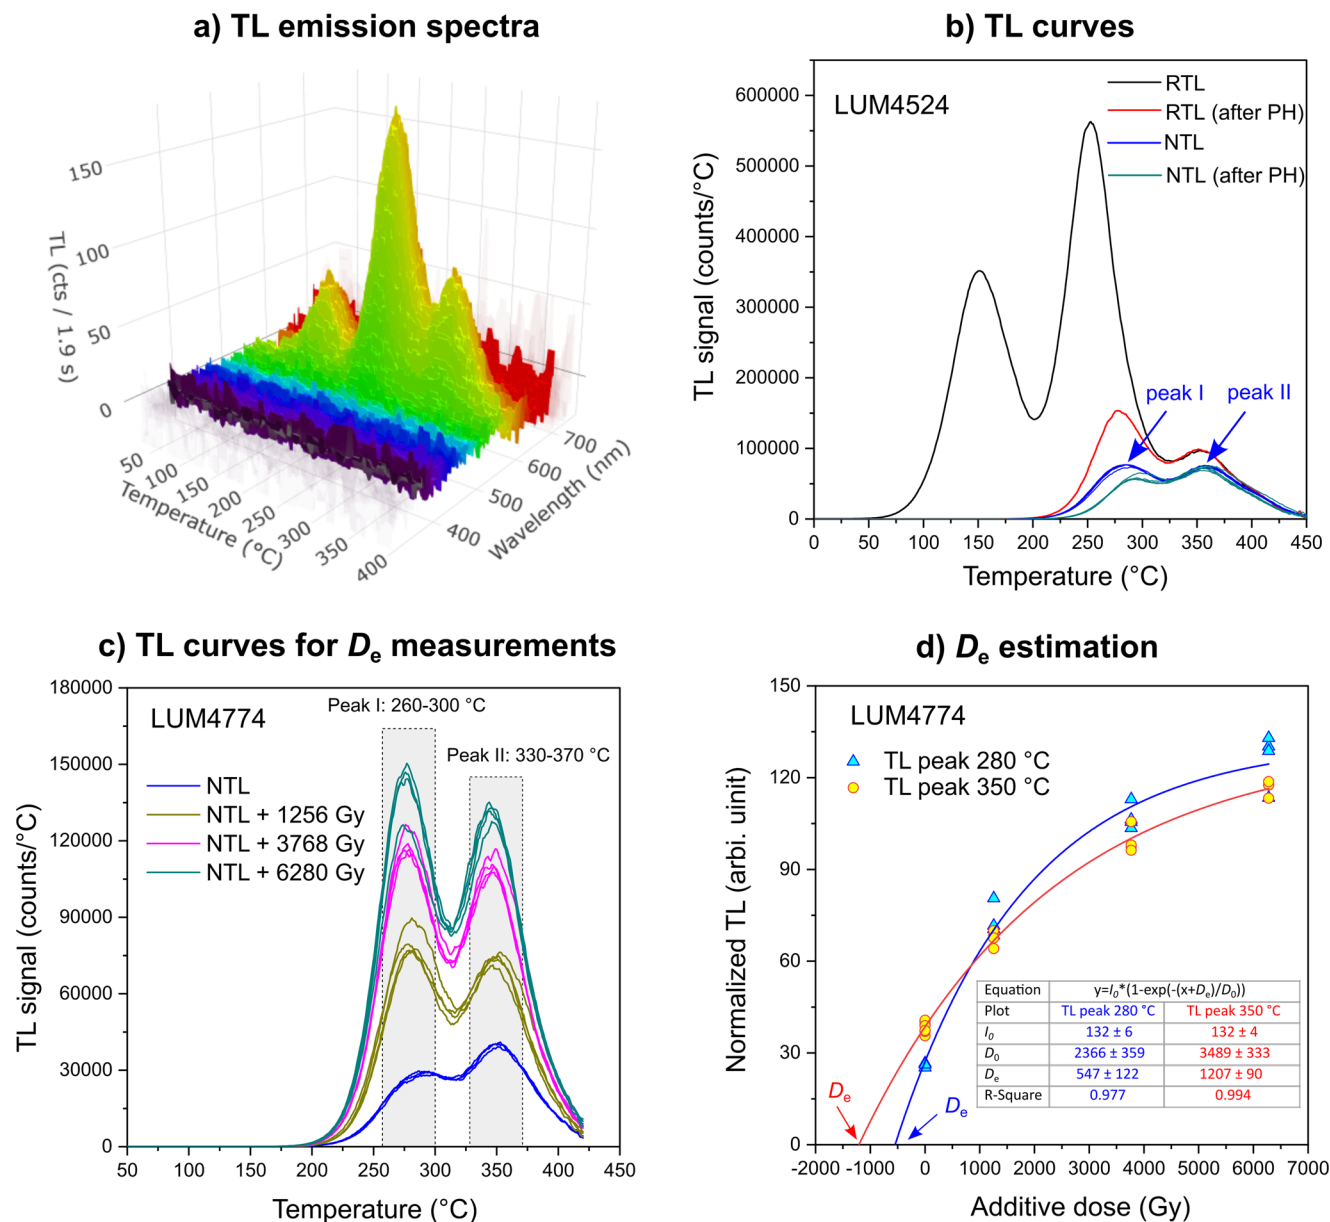 a) TL emission spectra
TL (cts / 1.9 s)
150
100
50
0
50
100
150
200
250
300
350
400
Temperature (°C)
400
500
600
700
Wavelength (nm)
b) TL curves
LUM4524
RTL
RTL (after PH)
NTL
NTL (after PH)
peak I
peak II
TL signal (counts/°C)
600000
500000
400000
300000
200000
100000
0
0 50 100 150 200 250 300 350 400 450
Temperature (°C)
c) TL curves for De measurements
LUM4774
Peak I: 260-300 °C
Peak II: 330-370 °C
NTL
NTL + 1256 Gy
NTL + 3768 Gy
NTL + 6280 Gy
TL signal (counts/°C)
180000
150000
120000
90000
60000
30000
0
50 100 150 200 250 300 350 400 450
Temperature (°C)
d) De estimation
LUM4774
TL peak 280 °C
TL peak 350 °C
Normalized TL (arbi. uinit)
150
120
90
60
30
0
Equation y=I0*(1-exp(-(x+De)/D0))
Plot TL peak 280 °C TL peak 350 °C
I0 132 ± 6 132 ± 4
D0 2366 ± 359 3489 ± 333
De 547 ± 122 1207 ± 90
R-Square 0.977 0.994
De
De
-2000 -1000 0 1000 2000 3000 4000 5000 6000 7000
Additive dose (Gy)